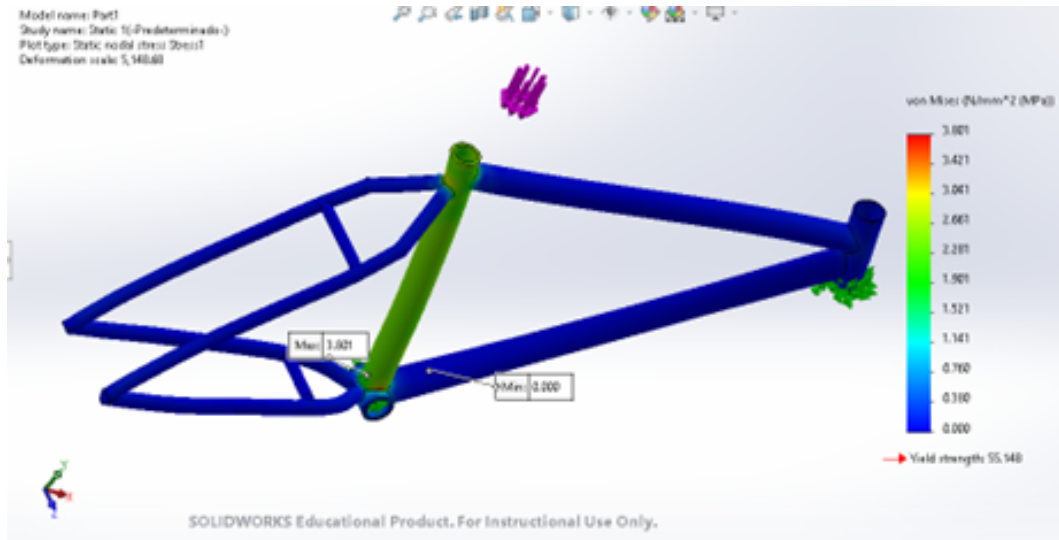 Model name: Part1
Study name: Static 1(-Predeterminado-)
Plot type: Static nodal stress Stress1
Deformation scale: 5,148.68
von Mises (N/mm^2 (MPa))
3.801
3.421
3.041
2.661
2.281
1.901
1.521
1.141
0.760
0.380
0.000
Yield strength: 55.148
Max: 3.801
Min: 0.000
Y
X
Z
SOLIDWORKS Educational Product. For Instructional Use Only.